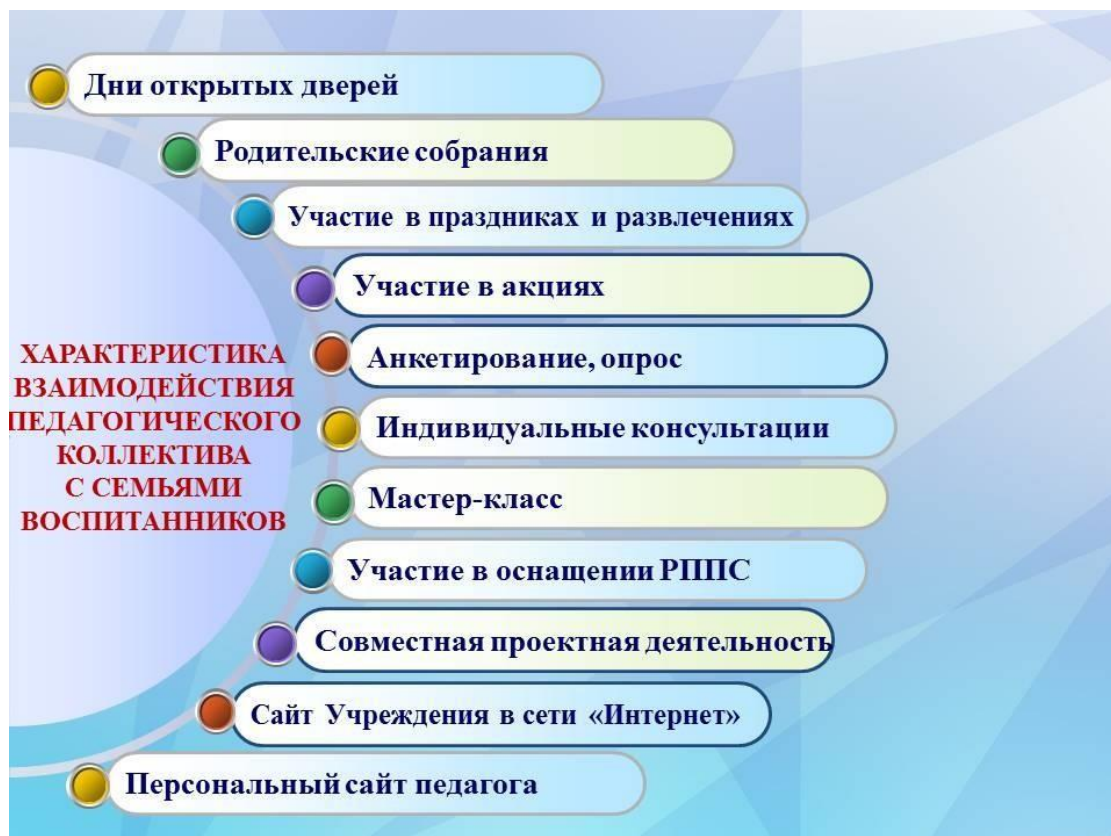 Дни открытых дверей
Родительские собрания
Участие в праздниках и развлечениях
Участие в акциях
Анкетирование, опрос
Индивидуальные консультации
Мастер-класс
Участие в оснащении РППС
Совместная проектная деятельность
Сайт Учреждения в сети «Интернет»
Персональный сайт педагога
ХАРАКТЕРИСТИКА
ВЗАИМОДЕЙСТВИЯ
ПЕДАГОГИЧЕСКОГО
КОЛЛЕКТИВА
С СЕМЬЯМИ
ВОСПИТАННИКОВ